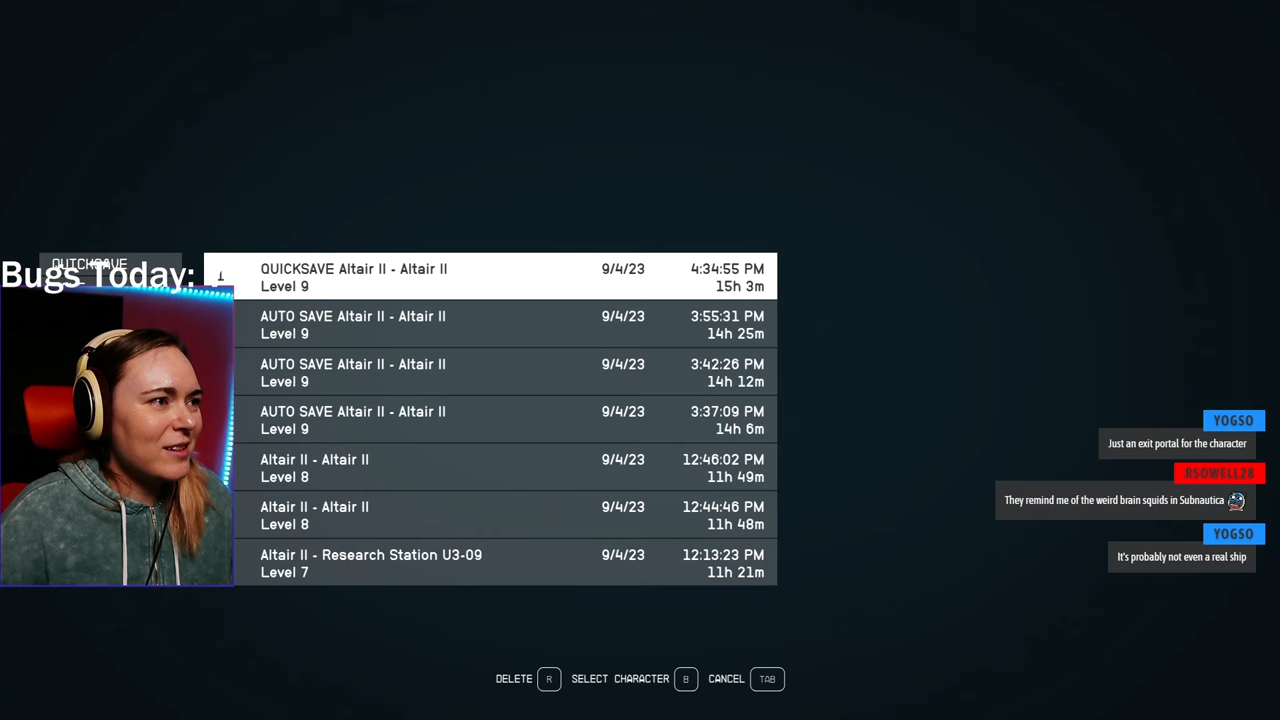 QUICKSAVE
Bugs Today:
QUICKSAVE Altair II - Altair II 9/4/23 4:34:55 PM
Level 9 15h 3m
AUTO SAVE Altair II - Altair II 9/4/23 3:55:31 PM
Level 9 14h 25m
AUTO SAVE Altair II - Altair II 9/4/23 3:42:26 PM
Level 9 14h 12m
AUTO SAVE Altair II - Altair II 9/4/23 3:37:09 PM
Level 9 14h 6m
Altair II - Altair II 9/4/23 12:46:02 PM
Level 8 11h 49m
Altair II - Altair II 9/4/23 12:44:46 PM
Level 8 11h 48m
Altair II - Research Station U3-09 9/4/23 12:13:23 PM
Level 7 11h 21m
YOGSO
Just an exit portal for the character
RSOWELL28
They remind me of the weird brain squids in Subnautica
YOGSO
It's probably not even a real ship
DELETE R SELECT CHARACTER B CANCEL TAB